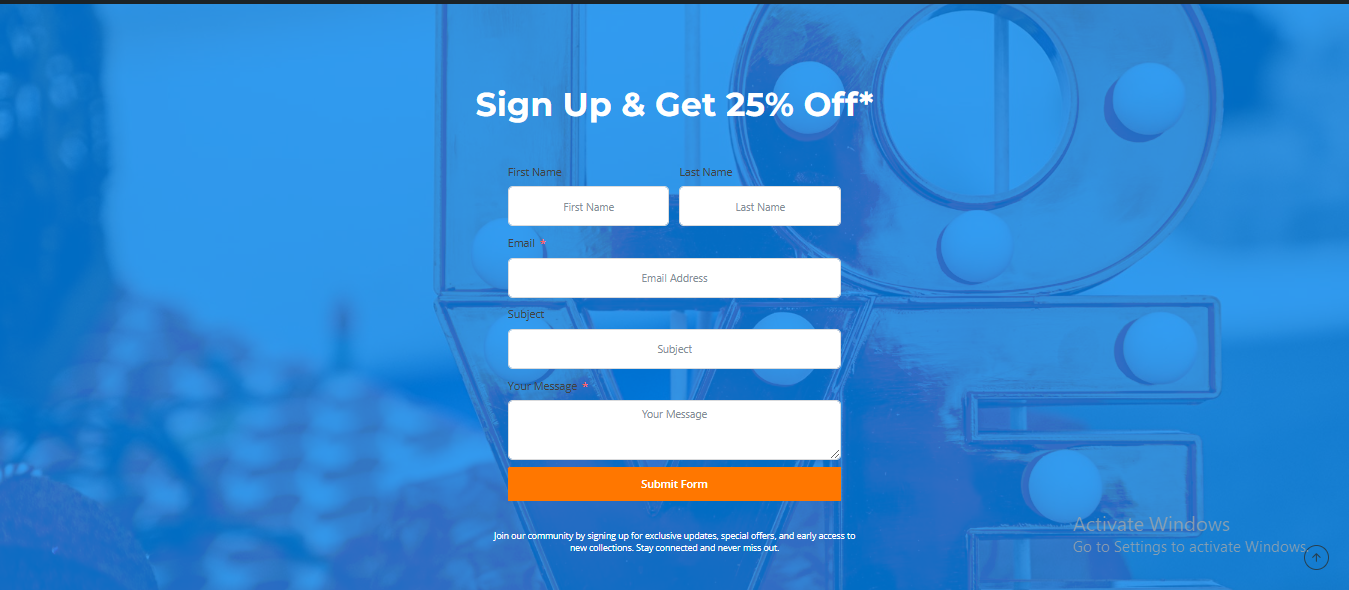 Sign Up & Get 25% Off*
First Name Last Name
First Name Last Name
Email *
Email Address
Subject
Subject
Your Message *
Your Message
Submit Form
Join our community by signing up for exclusive updates, special offers, and early access to
new collections. Stay connected and never miss out.
Activate Windows
Go to Settings to activate Windows.